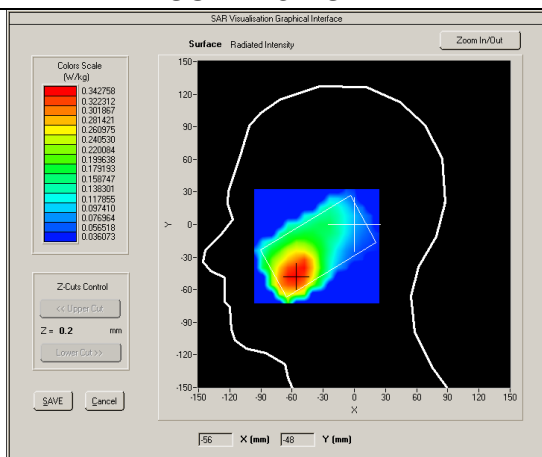 SAR Visualisation Graphical Interface
Surface Radiated Intensity
Zoom In/Out
Colors Scale
(W/kg)
0.342758
0.322312
0.301867
0.281421
0.260975
0.240530
0.220084
0.199638
0.179193
0.158747
0.138301
0.117855
0.097410
0.076964
0.056518
0.036073
Z-Cuts Control
<< Upper Cut
Z = 0.2 mm
Lower Cut >>
SAVE Cancel
150
120
90
60
30
0
-30
-60
-90
-120
-150
Y
-150 -120 -90 -60 -30 0 30 60 90 120 150
X
-56 X (mm) -48 Y (mm)